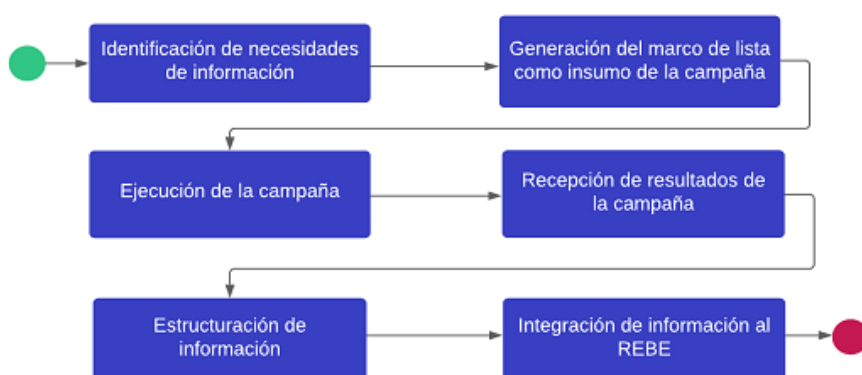 Identificación de necesidades
de información
Generación del marco de lista
como insumo de la campaña
Ejecución de la campaña
Recepción de resultados de
la campaña
Estructuración de
información
Integración de información al
REBE